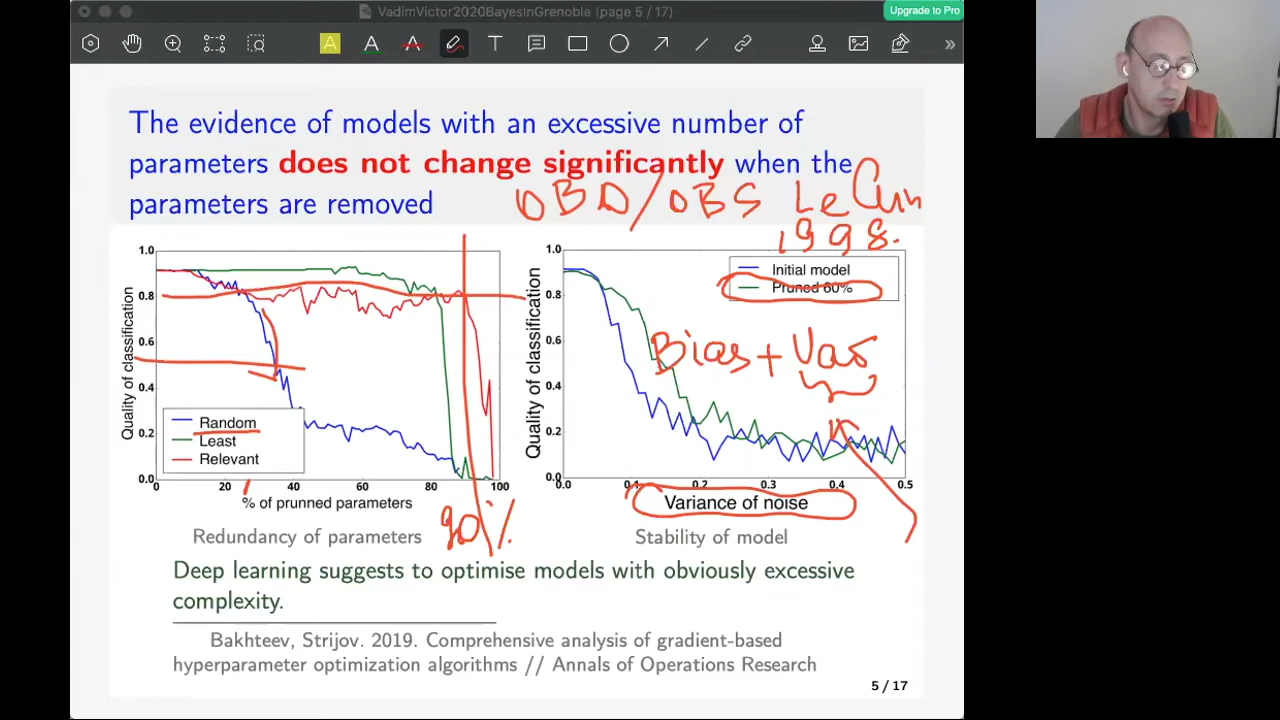 VadimVictor2020BayesInGrenoble (page 5 / 17)
Upgrade to Pro
The evidence of models with an excessive number of
parameters does not change significantly when the
parameters are removed
OBD/OBS LeCun
1998.
Quality of classification
1.0
0.8
0.6
0.4
0.2
0.0
Random
Least
Relevant
0 20 40 60 80 100
% of prunned parameters
90%
Redundancy of parameters
Quality of classification
1.0
0.8
0.6
0.4
0.2
0.0
Initial model
Pruned 60%
Bias + Var
0.0 0.1 0.2 0.3 0.4 0.5
Variance of noise
Stability of model
Deep learning suggests to optimise models with obviously excessive
complexity.
Bakhteev, Strijov. 2019. Comprehensive analysis of gradient-based
hyperparameter optimization algorithms // Annals of Operations Research
5 / 17